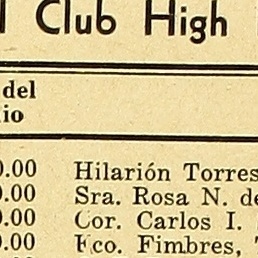 Club High
del
io
0.00 Hilarión Torres
0.00 Sra. Rosa N. de
0.00 Cor. Carlos I.
0.00 Fco. Fimbres,